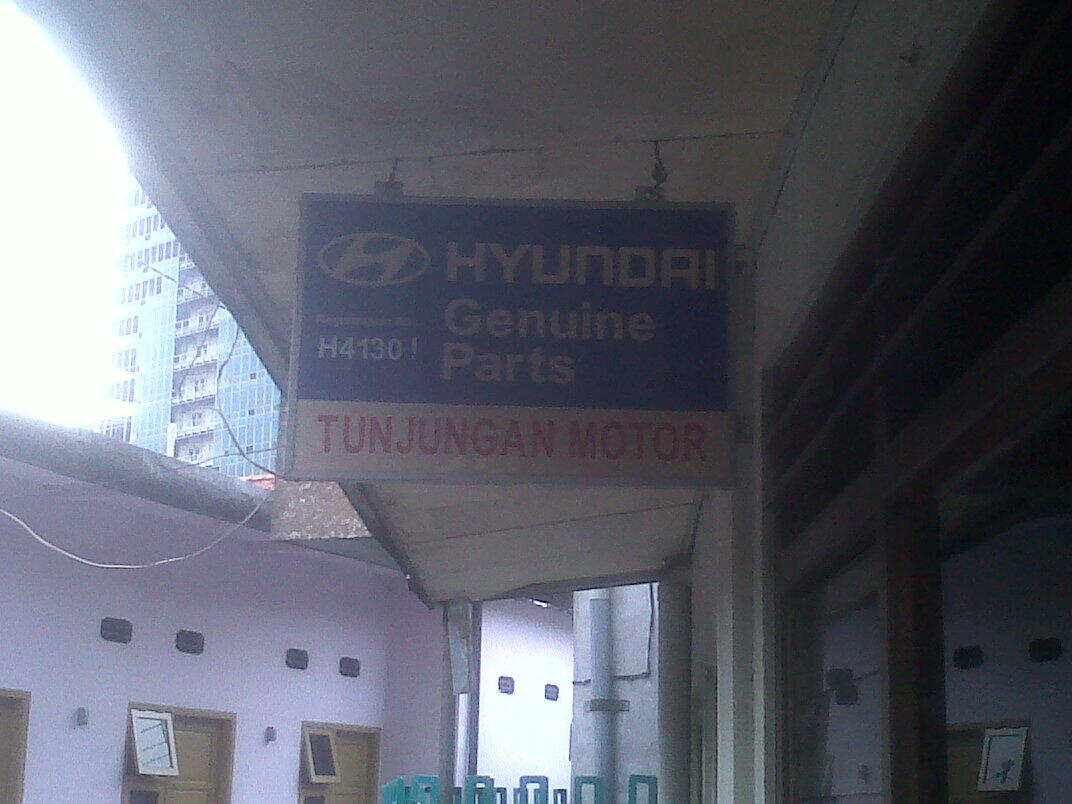 HYUNDAI
Genuine
Parts
H4130
TUNJUNGAN MOTOR